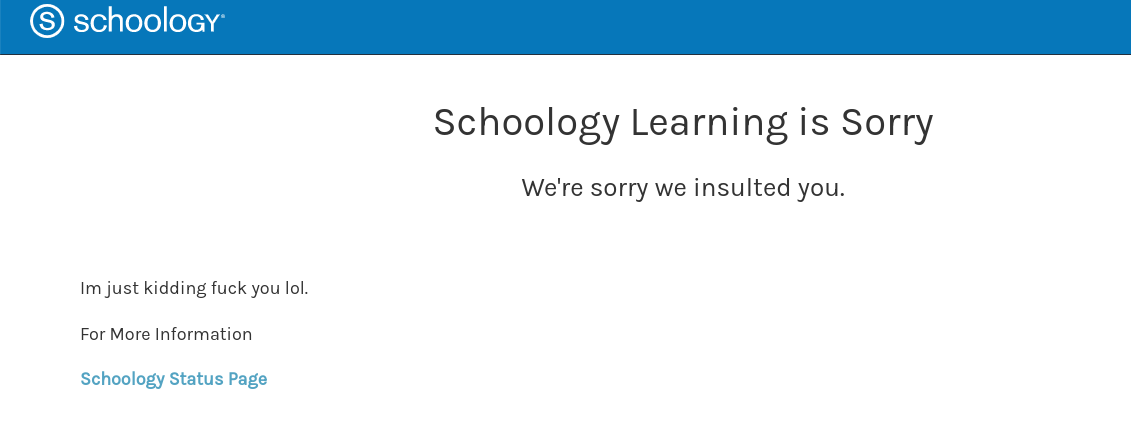 schoology®
Schoology Learning is Sorry
We're sorry we insulted you.
Im just kidding fuck you lol.
For More Information
Schoology Status Page